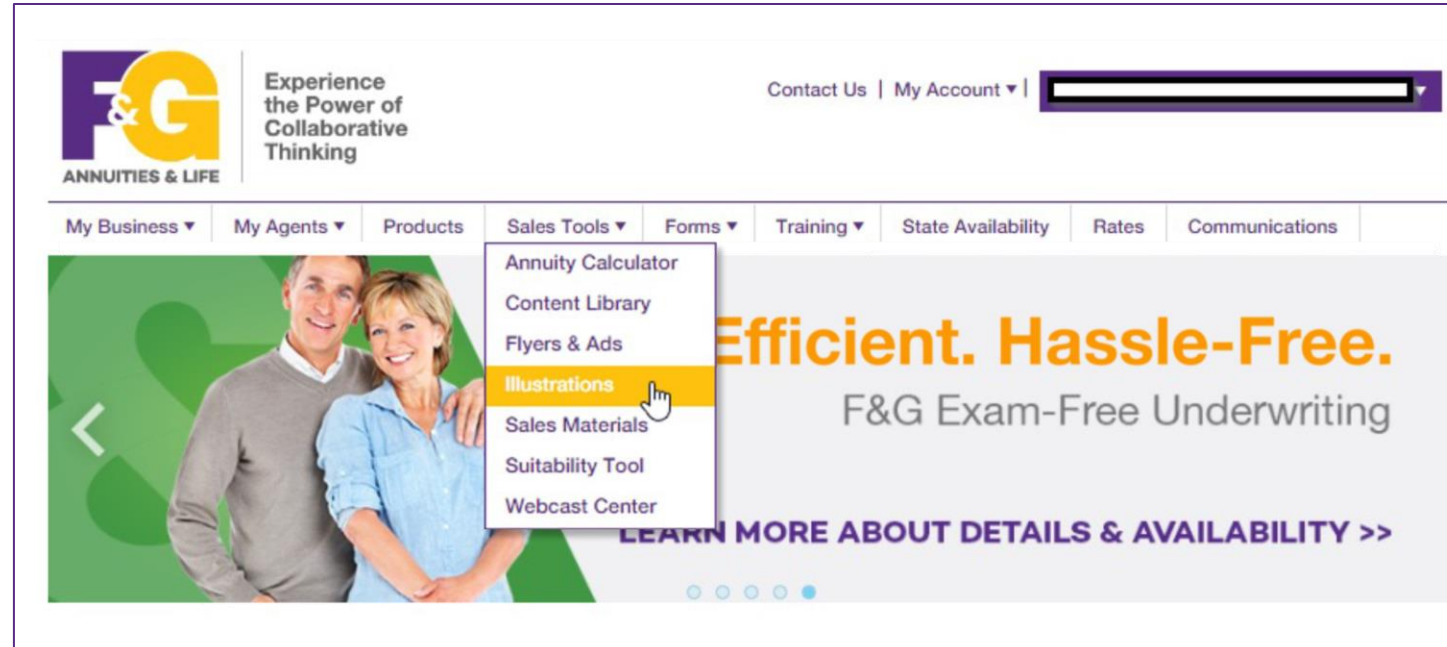 F&G
ANNUITIES & LIFE
Experience
the Power of
Collaborative
Thinking
Contact Us | My Account ▼ |
My Business ▼ My Agents ▼ Products Sales Tools ▼ Forms ▼ Training ▼ State Availability Rates Communications
Annuity Calculator
Content Library
Flyers & Ads
Illustrations
Sales Materials
Suitability Tool
Webcast Center
Efficient. Hassle-Free.
F&G Exam-Free Underwriting
LEARN MORE ABOUT DETAILS & AVAILABILITY >>